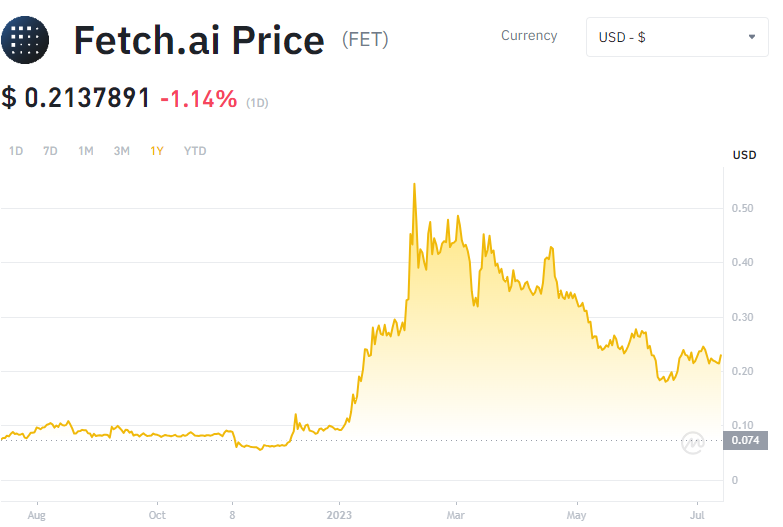 Fetch.ai Price (FET)
Currency
USD - $
$ 0.2137891 -1.14% (1D)
1D 7D 1M 3M 1Y YTD
USD
0.50
0.40
0.30
0.20
0.10
0.074
0
Aug Oct 8 2023 Mar May Jul